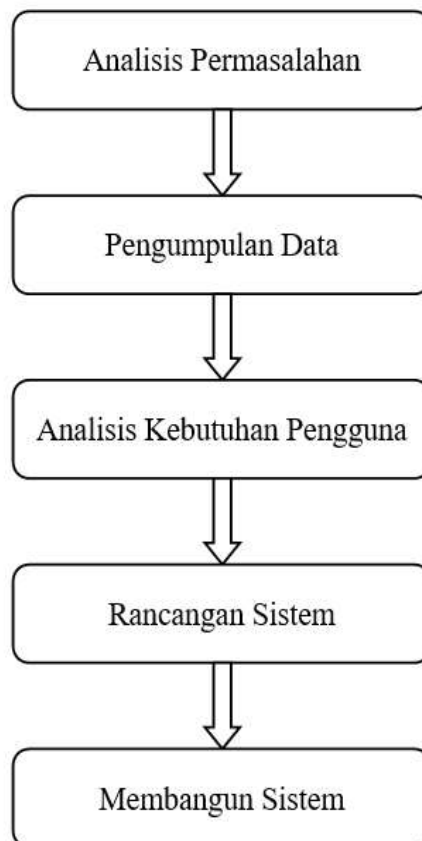 Analisis Permasalahan
Pengumpulan Data
Analisis Kebutuhan Pengguna
Rancangan Sistem
Membangun Sistem